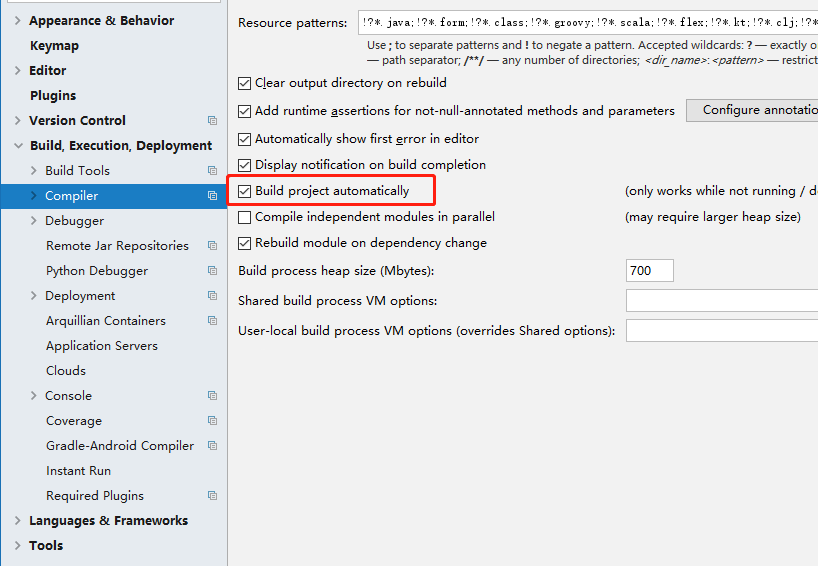 Appearance & Behavior
Keymap
Editor
Plugins
Version Control
Build, Execution, Deployment
Build Tools
Compiler
Debugger
Remote Jar Repositories
Python Debugger
Deployment
Arquillian Containers
Application Servers
Clouds
Console
Coverage
Gradle-Android Compiler
Instant Run
Required Plugins
Languages & Frameworks
Tools
Resource patterns: !?*.java;!?*.form;!?*.class;!?*.groovy;!?*.scala;!?*.flex;!?*.kt;!?*.clj;!?*
Use ; to separate patterns and ! to negate a pattern. Accepted wildcards: ? — exactly o
— path separator; /**/ — any number of directories; <dir_name>:<pattern> — restrict
Clear output directory on rebuild
Add runtime assertions for not-null-annotated methods and parameters Configure annotatio
Automatically show first error in editor
Display notification on build completion
Build project automatically (only works while not running / d
Compile independent modules in parallel (may require larger heap size)
Rebuild module on dependency change
Build process heap size (Mbytes): 700
Shared build process VM options:
User-local build process VM options (overrides Shared options):